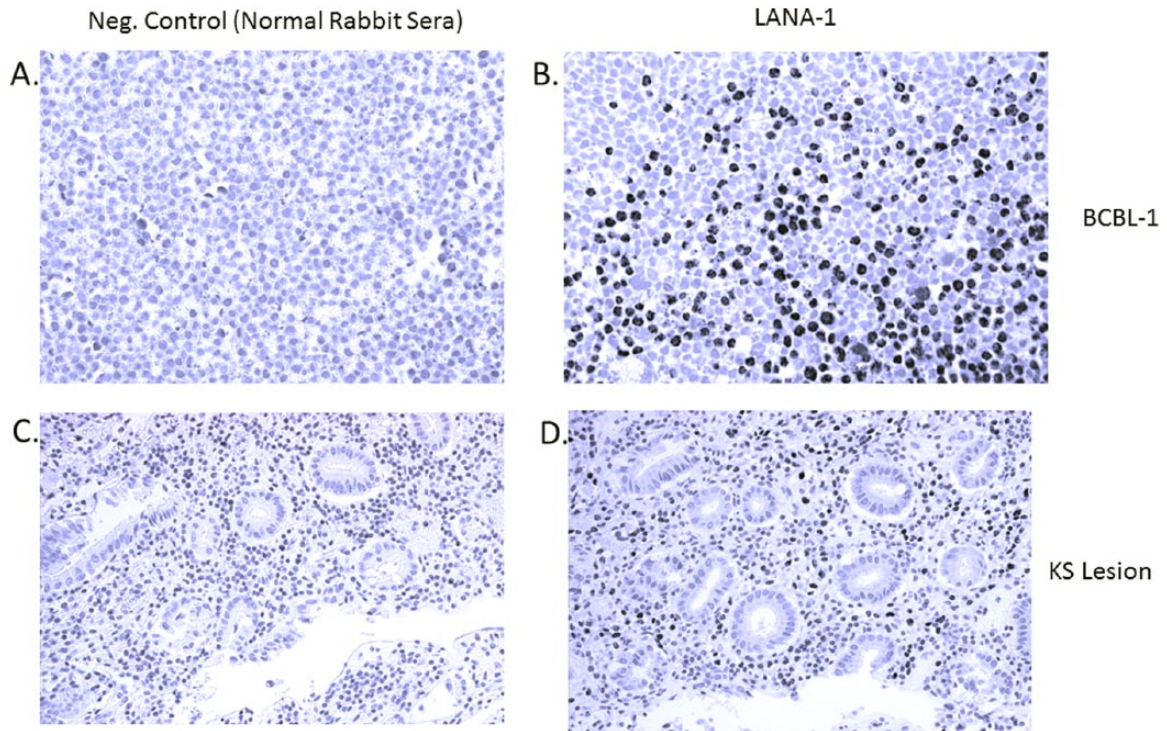 Neg. Control (Normal Rabbit Sera)
LANA-1
A.
B.
BCBL-1
C.
D.
KS Lesion